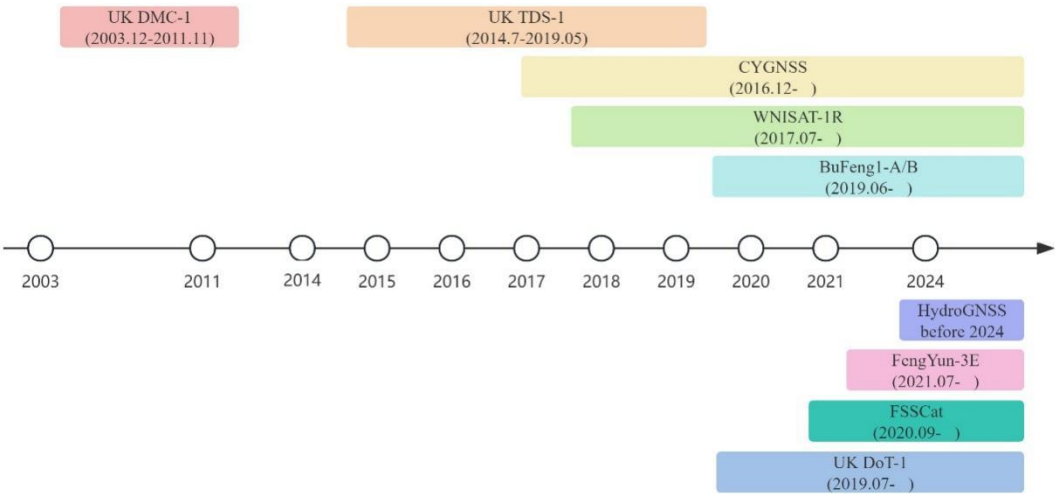 UK DMC-1
(2003.12-2011.11)
UK TDS-1
(2014.7-2019.05)
CYGNSS
(2016.12-  )
WNISAT-1R
(2017.07-  )
BuFeng1-A/B
(2019.06-  )
2003
2011
2014
2015
2016
2017
2018
2019
2020
2021
2024
HydroGNSS
before 2024
FengYun-3E
(2021.07-  )
FSSCat
(2020.09-  )
UK DoT-1
(2019.07-  )